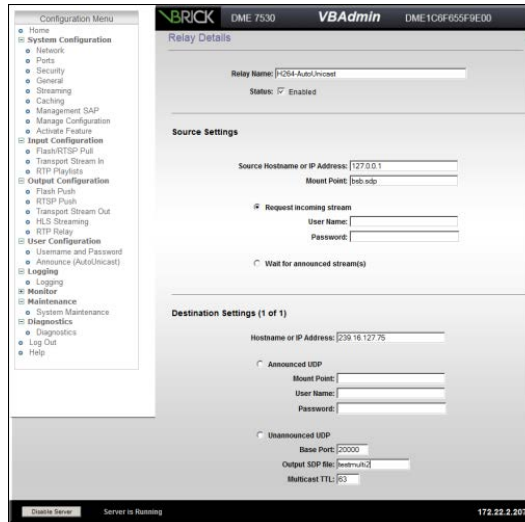 Configuration Menu
Home
System Configuration
Network
Ports
Security
General
Streaming
Caching
Management SAP
Manage Configuration
Activate Feature
Input Configuration
Flash/RTSP Pull
Transport Stream In
RTP Playlists
Output Configuration
Flash Push
RTSP Push
Transport Stream Out
HLS Streaming
RTP Relay
User Configuration
Username and Password
Announce (AutoUnicast)
Logging
Logging
Monitor
Maintenance
System Maintenance
Diagnostics
Diagnostics
Log Out
Help
VBRICK DME 7530 VBAdmin DME1C6F655F9E00
Relay Details
Relay Name: H264-AutoUnicast
Status: Enabled
Source Settings
Source Hostname or IP Address: 127.0.0.1
Mount Point: bsb.sdp
Request incoming stream
User Name:
Password:
Wait for announced stream(s)
Destination Settings (1 of 1)
Hostname or IP Address: 239.16.127.75
Announced UDP
Mount Point:
User Name:
Password:
Unannounced UDP
Base Port: 20000
Output SDP file: testmulti2
Multicast TTL: 63
Disable Server Server is Running 172.22.2.207